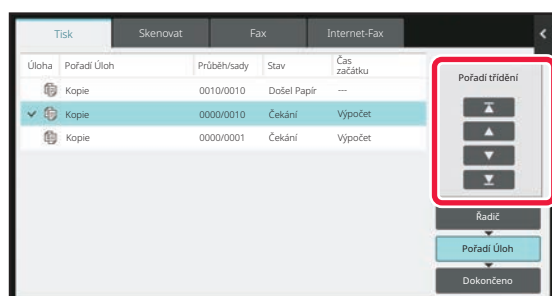 Tisk Skenovat Fax Internet-Fax
Úloha Pořadí Úloh Průběh/sady Stav Čas začátku
Kopie 0010/0010 Došel Papír ---
Kopie 0000/0010 Čekání Výpočet
Kopie 0000/0001 Čekání Výpočet
Pořadí třídění
Řadič
Pořadí Úloh
Dokončeno